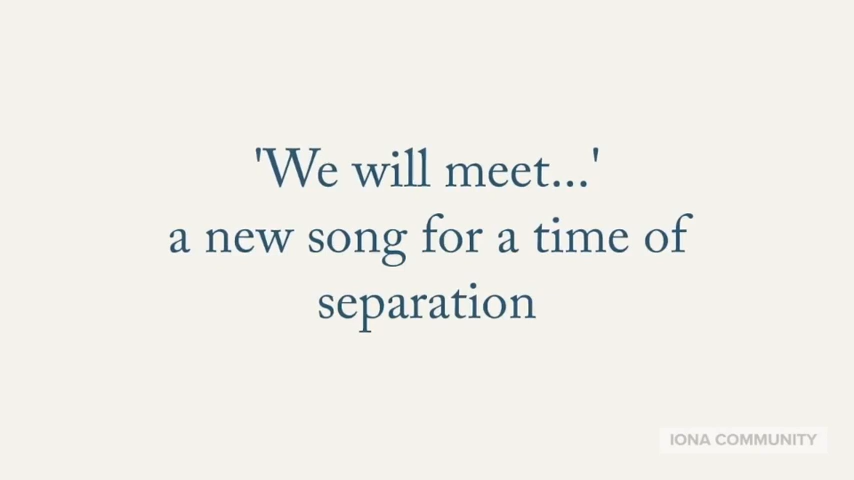 'We will meet...'
a new song for a time of
separation
IONA COMMUNITY